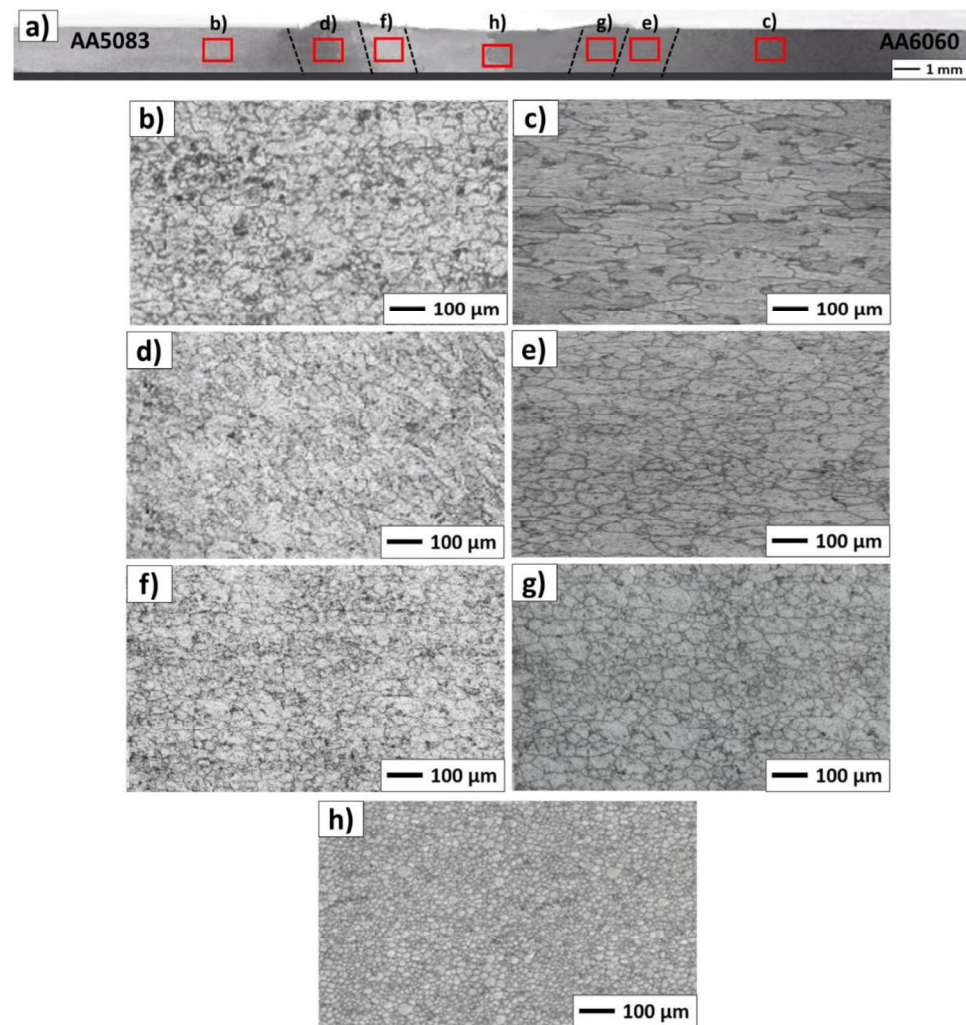 a)
b) d) f) h) g) e) c)
AA5083 AA6060
1 mm
b) c)
100 µm 100 µm
d) e)
100 µm 100 µm
f) g)
100 µm 100 µm
h)
100 µm